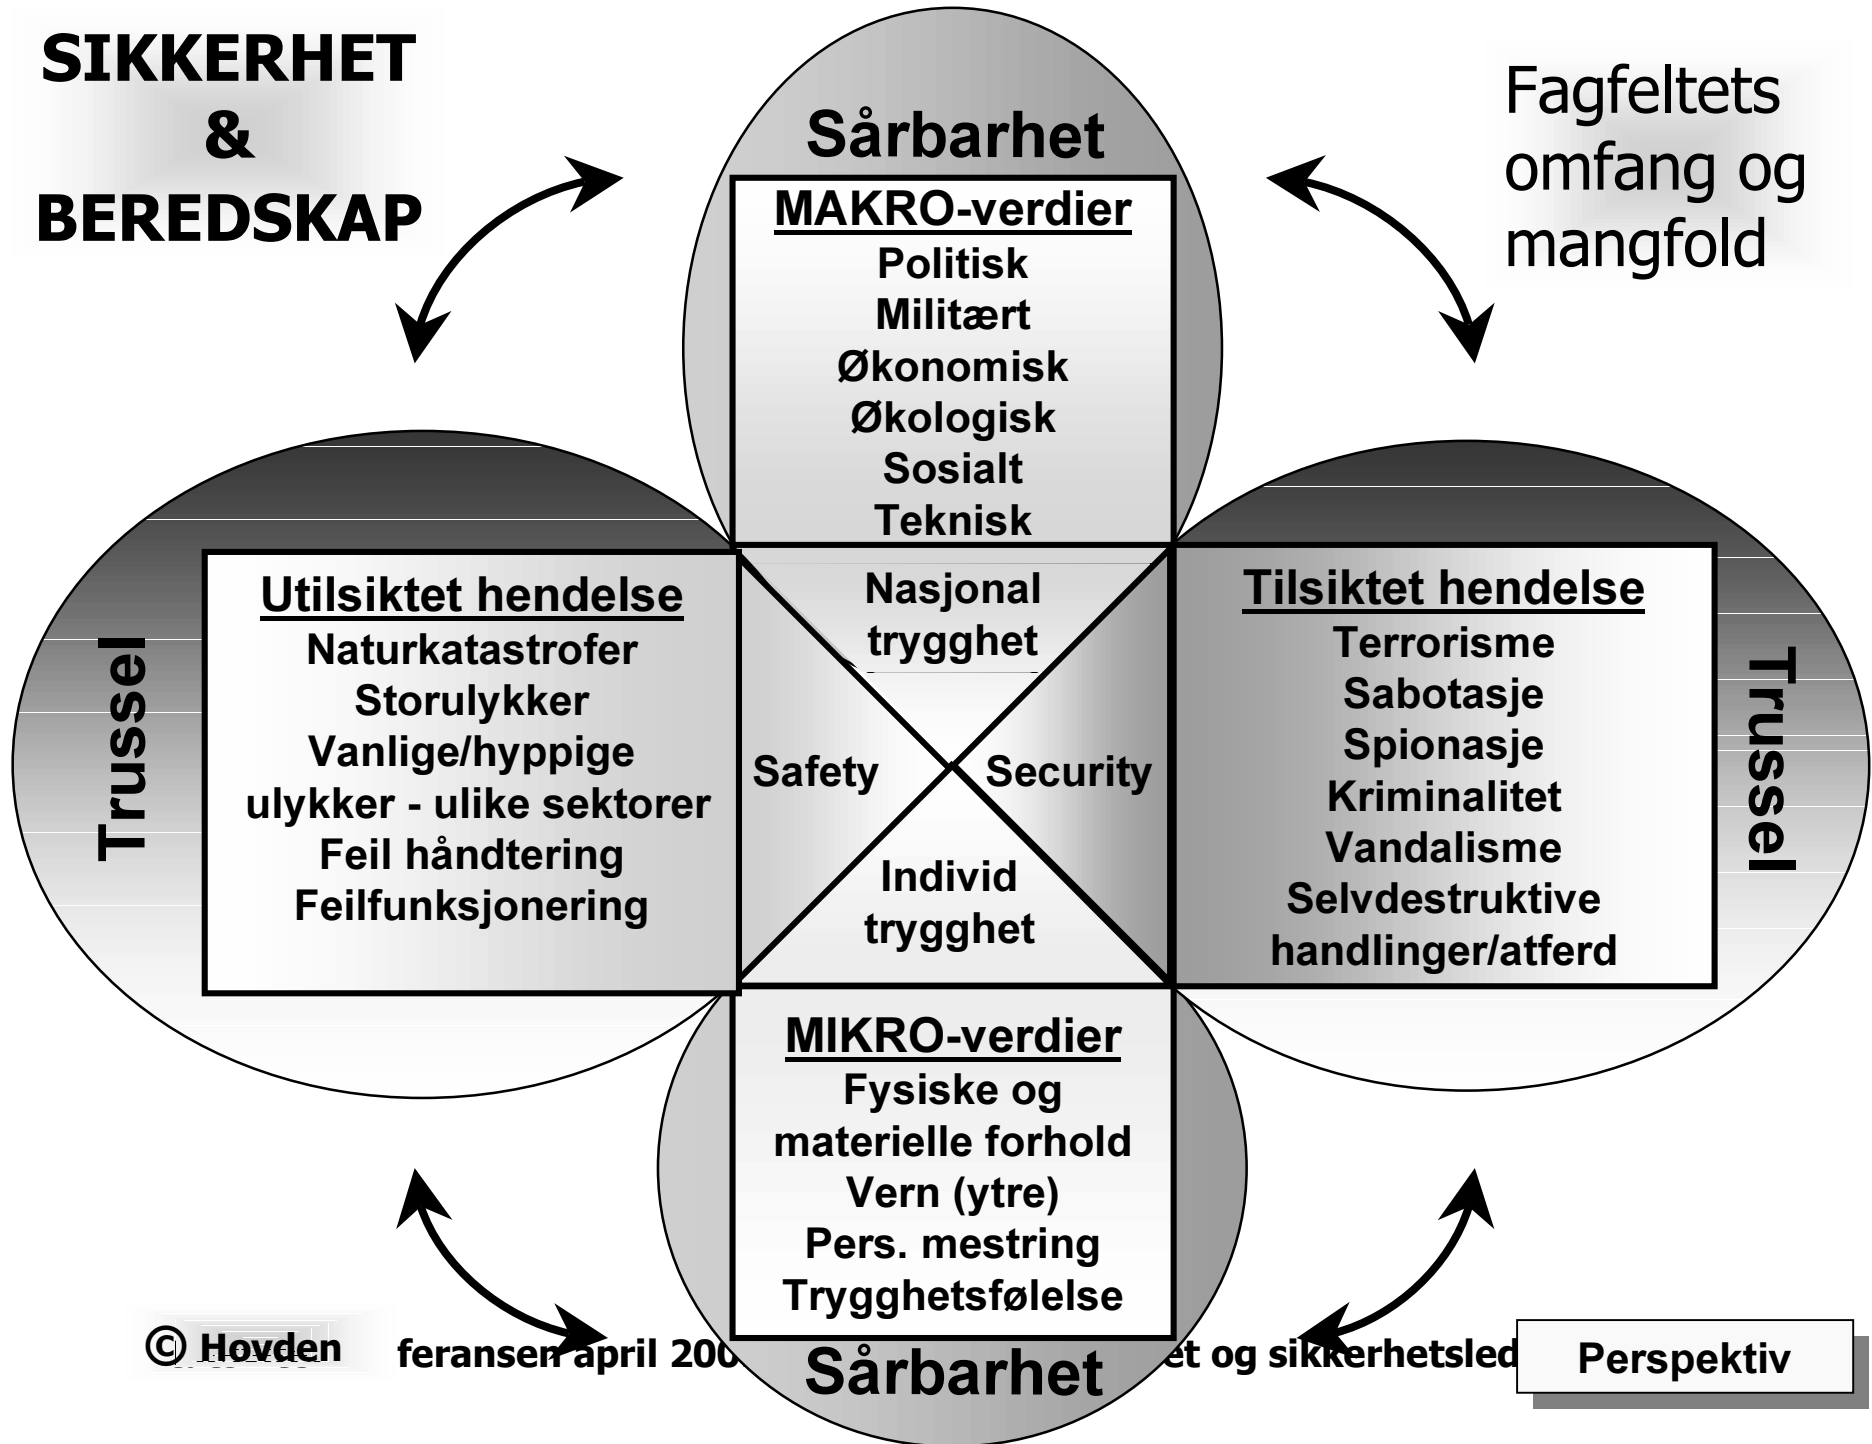 SIKKERHET
&
BEREDSKAP
Fagfeltets
omfang og
mangfold
Sårbarhet
MAKRO-verdier
Politisk
Militært
Økonomisk
Økologisk
Sosialt
Teknisk
Trussel
Utilsiktet hendelse
Naturkatastrofer
Storulykker
Vanlige/hyppige
ulykker - ulike sektorer
Feil håndtering
Feilfunksjonering
Nasjonal
trygghet
Safety
Security
Individ
trygghet
Tilsiktet hendelse
Terrorisme
Sabotasje
Spionasje
Kriminalitet
Vandalisme
Selvdestruktive
handlinger/atferd
Trussel
MIKRO-verdier
Fysiske og
materielle forhold
Vern (ytre)
Pers. mestring
Trygghetsfølelse
Sårbarhet
© Hovden
april og
Perspektiv